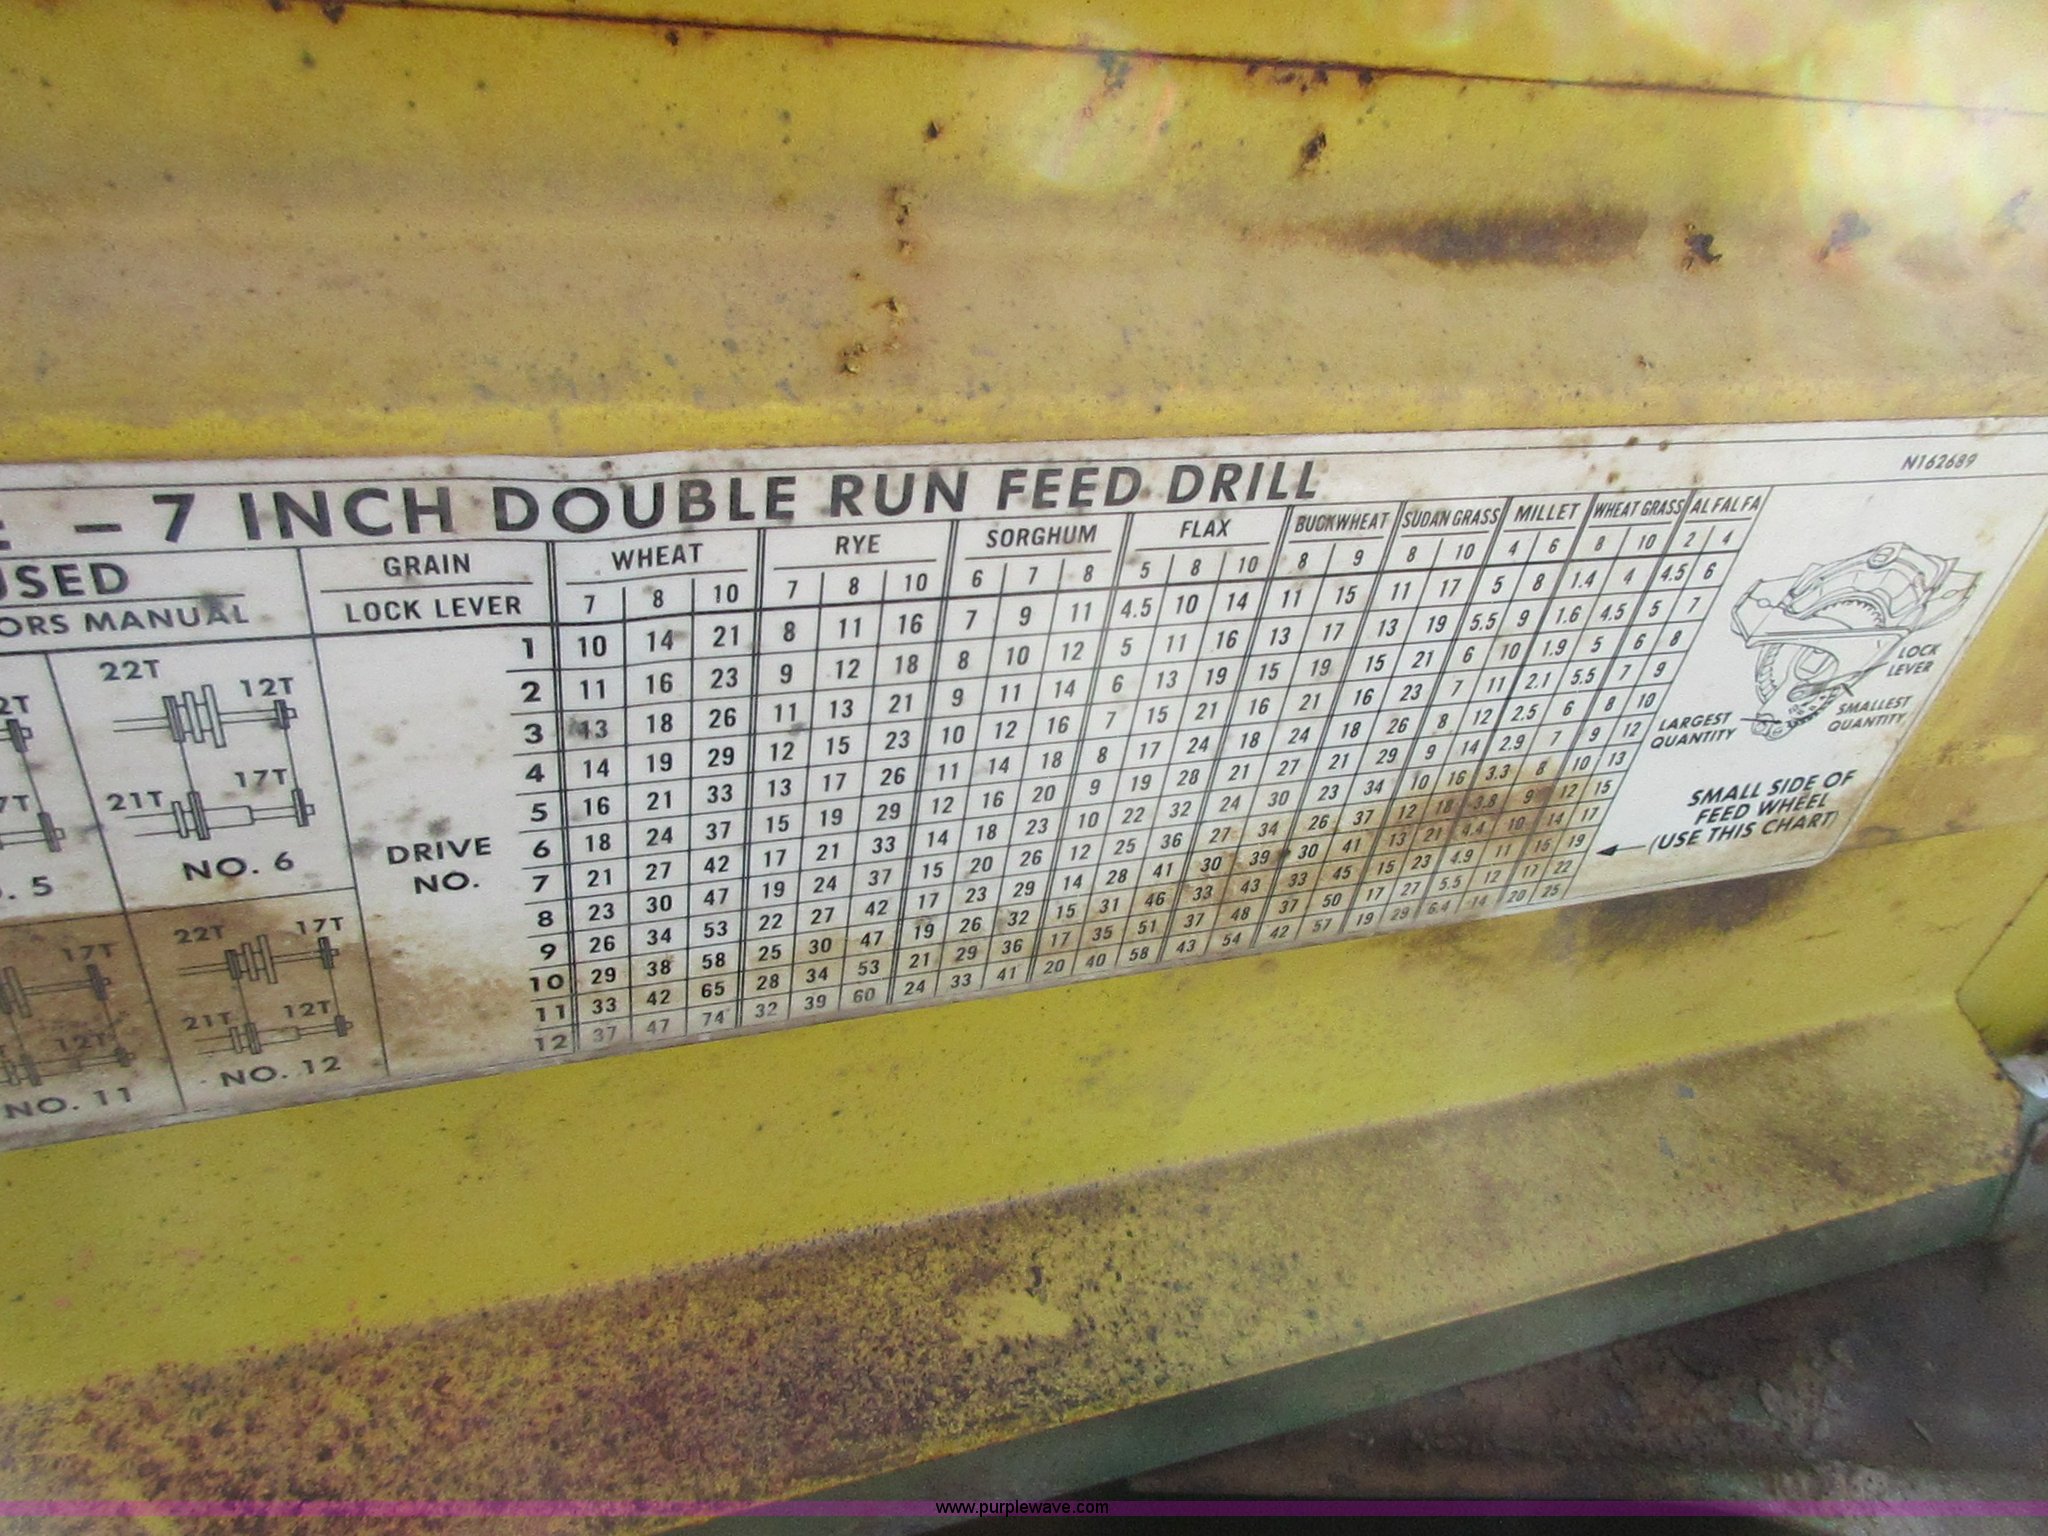 – 7 INCH DOUBLE RUN FEED DRILL
N162689
USED
ORS MANUAL
GRAIN WHEAT RYE SORGHUM FLAX BUCKWHEAT SUDAN GRASS MILLET WHEAT GRASS ALFALFA
LOCK LEVER 7 8 10 7 8 10 6 7 8 5 8 10 8 9 8 10 4 6 8 10 2 4
1 10 14 21 8 11 16 7 9 11 4.5 10 14 11 15 11 17 5 8 1.4 4 4.5 6
2 11 16 23 9 12 18 8 10 12 5 11 16 13 17 13 19 5.5 9 1.6 4.5 5 7
3 13 18 26 11 13 21 9 11 14 6 13 19 15 19 15 21 6 10 1.9 5 6 8
4 14 19 29 12 15 23 10 12 16 7 15 21 16 21 16 23 7 11 2.1 5.5 7 9
5 16 21 33 13 17 26 11 14 18 8 17 24 18 24 18 26 8 12 2.5 6 8 10
6 18 24 37 15 19 29 12 16 20 9 19 28 21 27 21 29 9 14 2.9 7 9 12
7 21 27 42 17 21 33 14 18 23 10 22 32 24 30 23 34 10 16 3.3 8 10 13
8 23 30 47 19 24 37 15 20 26 12 25 36 27 34 26 37 12 18 3.8 9 12 15
9 26 34 53 22 27 42 17 23 29 14 28 41 30 39 30 41 13 21 4.4 10 14 17
10 29 38 58 25 30 47 19 26 32 15 31 46 33 43 33 45 15 23 4.9 11 15 19
11 33 42 65 28 34 53 21 29 36 17 35 51 37 48 37 50 17 27 5.5 12 17 22
12 37 47 74 32 39 60 24 33 41 20 40 58 43 54 42 57 19 29 6.4 14 20 25
DRIVE
NO.
22T
12T
17T
21T
NO. 6
5
22T
17T
21T
12T
NO. 12
17T
12T
NO. 11
LOCK
LEVER
SMALLEST
QUANTITY
LARGEST
QUANTITY
SMALL SIDE OF
FEED WHEEL
(USE THIS CHART)
www.purplewave.com